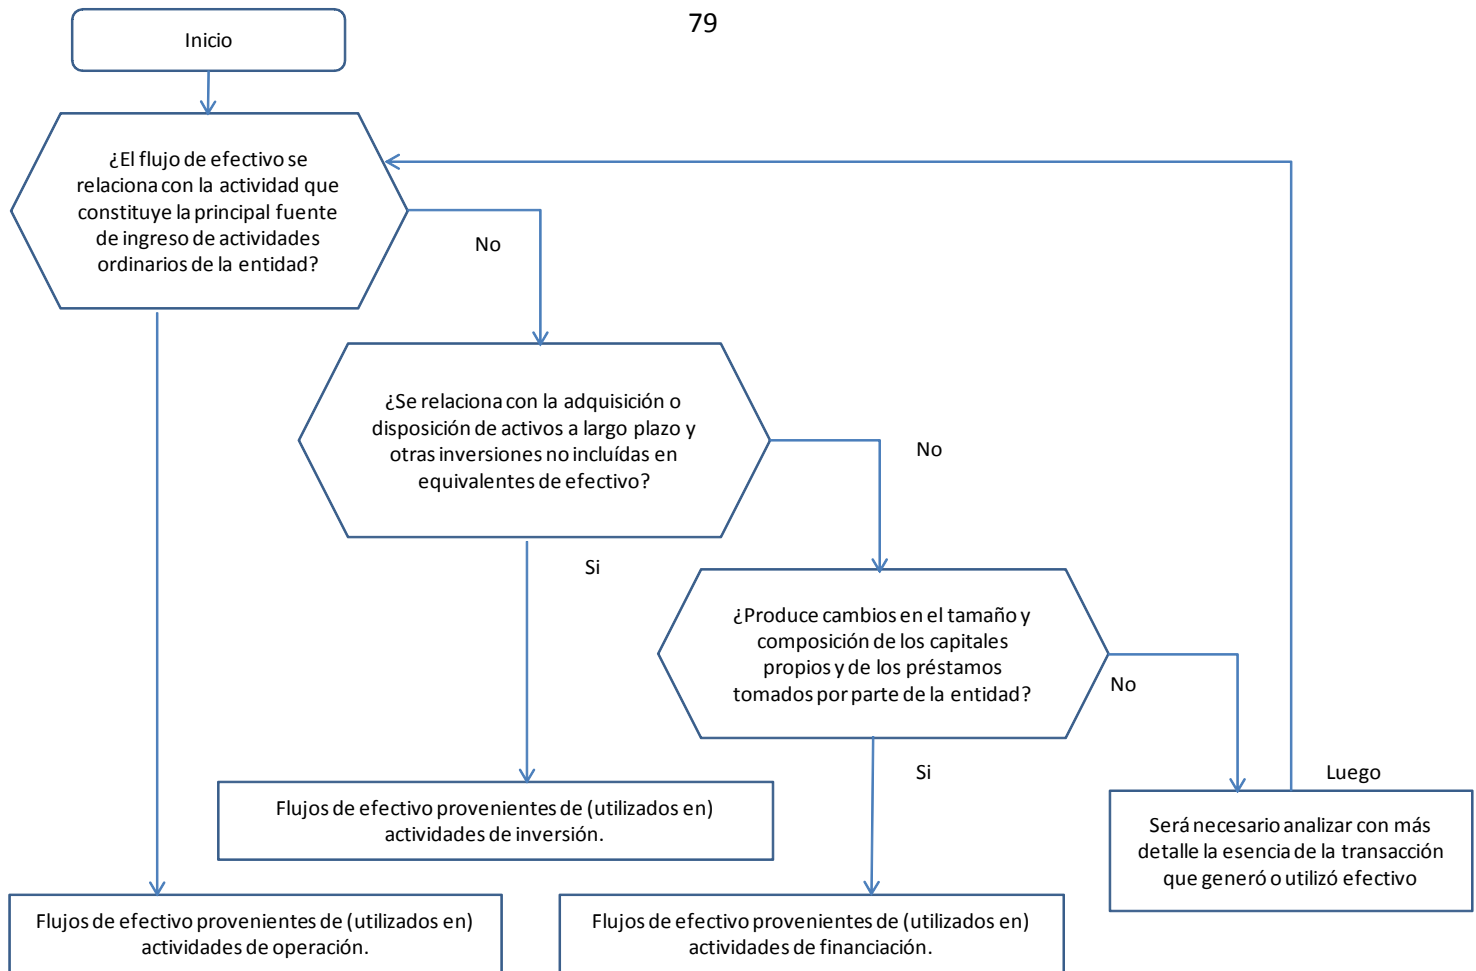 79
Inicio
¿El flujo de efectivo se
relaciona con la actividad que
constituye la principal fuente
de ingreso de actividades
ordinarios de la entidad?
No
¿Se relaciona con la adquisición o
disposición de activos a largo plazo y
otras inversiones no incluídas en
equivalentes de efectivo?
No
Si
¿Produce cambios en el tamaño y
composición de los capitales
propios y de los préstamos
tomados por parte de la entidad?
No
Si
Luego
Flujos de efectivo provenientes de (utilizados en)
actividades de inversión.
Será necesario analizar con más
detalle la esencia de la transacción
que generó o utilizó efectivo
Flujos de efectivo provenientes de (utilizados en)
actividades de operación.
Flujos de efectivo provenientes de (utilizados en)
actividades de financiación.